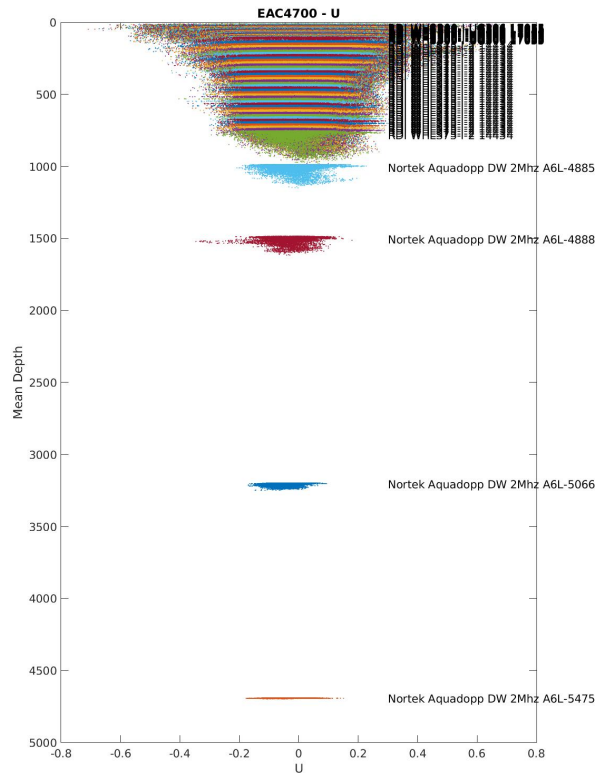 EAC4700 - U
0
500
1000
Nortek Aquadopp DW 2Mhz A6L-4885
1500
Nortek Aquadopp DW 2Mhz A6L-4888
2000
2500
3000
Nortek Aquadopp DW 2Mhz A6L-5066
3500
4000
4500
Nortek Aquadopp DW 2Mhz A6L-5475
5000
Mean Depth
-0.8 -0.6 -0.4 -0.2 0 0.2 0.4 0.6 0.8
U